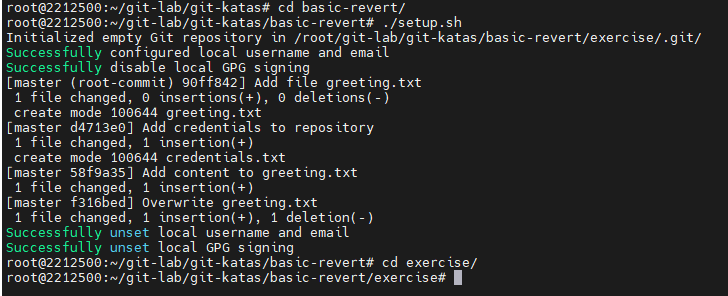 root@2212500:~/git-lab/git-katas# cd basic-revert/
root@2212500:~/git-lab/git-katas/basic-revert# ./setup.sh
Initialized empty Git repository in /root/git-lab/git-katas/basic-revert/exercise/.git/
Successfully configured local username and email
Successfully disable local GPG signing
[master (root-commit) 90ff842] Add file greeting.txt
 1 file changed, 0 insertions(+), 0 deletions(-)
 create mode 100644 greeting.txt
[master d4713e0] Add credentials to repository
 1 file changed, 1 insertion(+)
 create mode 100644 credentials.txt
[master 58f9a35] Add content to greeting.txt
 1 file changed, 1 insertion(+)
[master f316bed] Overwrite greeting.txt
 1 file changed, 1 insertion(+), 1 deletion(-)
Successfully unset local username and email
Successfully unset local GPG signing
root@2212500:~/git-lab/git-katas/basic-revert# cd exercise/
root@2212500:~/git-lab/git-katas/basic-revert/exercise#